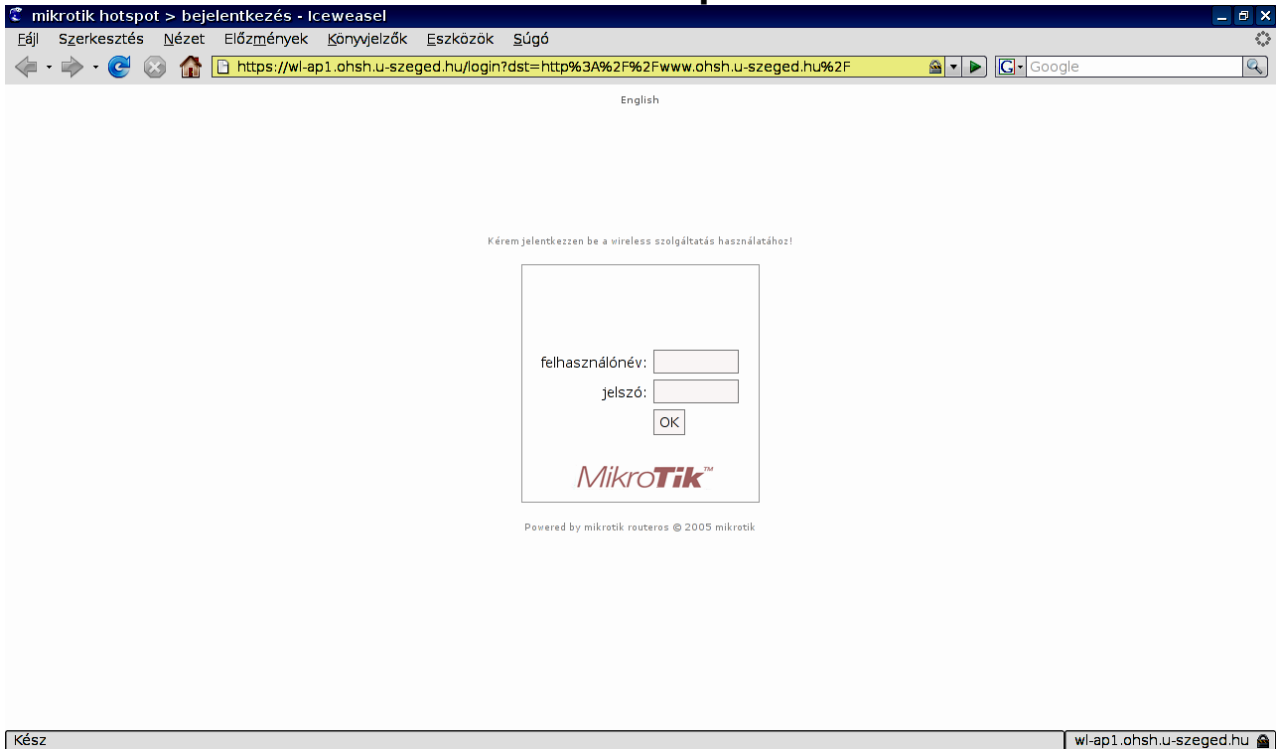 mikrotik hotspot > bejelentkezés - Iceweasel
Fájl Szerkesztés Nézet Előzmények Könyvjelzők Eszközök Súgó
https://wl-ap1.ohsh.u-szeged.hu/login?dst=http%3A%2F%2Fwww.ohsh.u-szeged.hu%2F G Google
English
Kérem jelentkezzen be a wireless szolgáltatás használatához!
felhasználónév:
jelszó:
OK
MikroTik™
Powered by mikrotik routeros © 2005 mikrotik
Kész wl-ap1.ohsh.u-szeged.hu